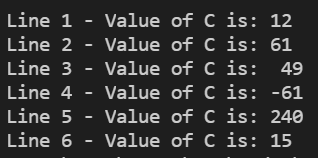 Line 1 - Value of C is: 12
Line 2 - Value of C is: 61
Line 3 - Value of C is:  49
Line 4 - Value of C is: -61
Line 5 - Value of C is: 240
Line 6 - Value of C is: 15